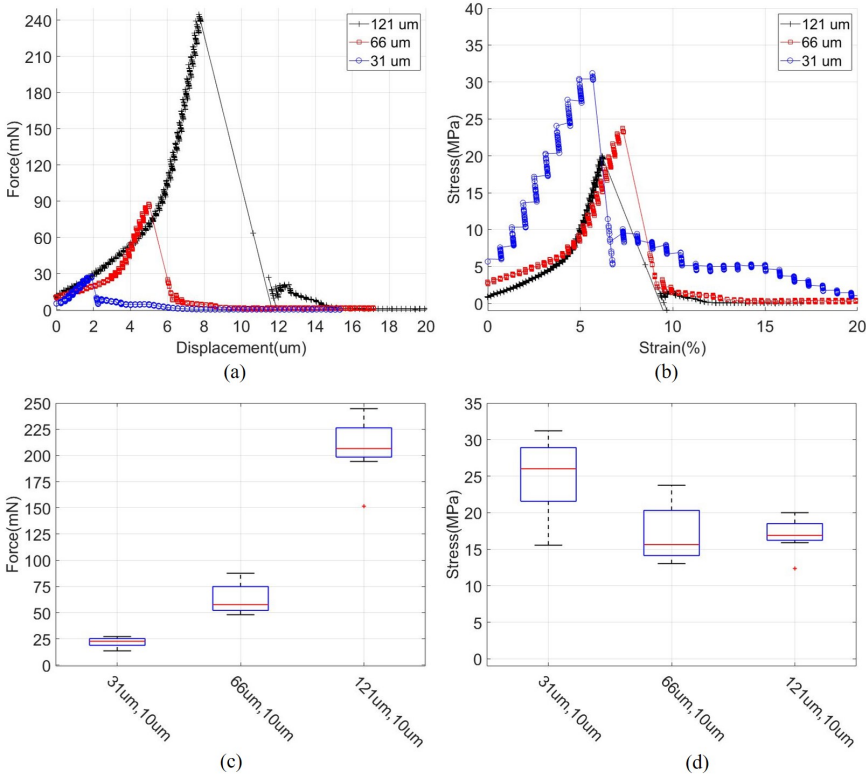 240
210
180
150
120
90
60
30
0
Force(mN)
0 2 4 6 8 10 12 14 16 18 20
Displacement(um)
121 um
66 um
31 um
(a)
40
35
30
25
20
15
10
5
0
Stress(MPa)
0 5 10 15 20
Strain(%)
121 um
66 um
31 um
(b)
250
225
200
175
150
125
100
75
50
25
0
Force(mN)
31um,10um
66um,10um
121um,10um
(c)
35
30
25
20
15
10
5
0
Stress(MPa)
31um,10um
66um,10um
121um,10um
(d)